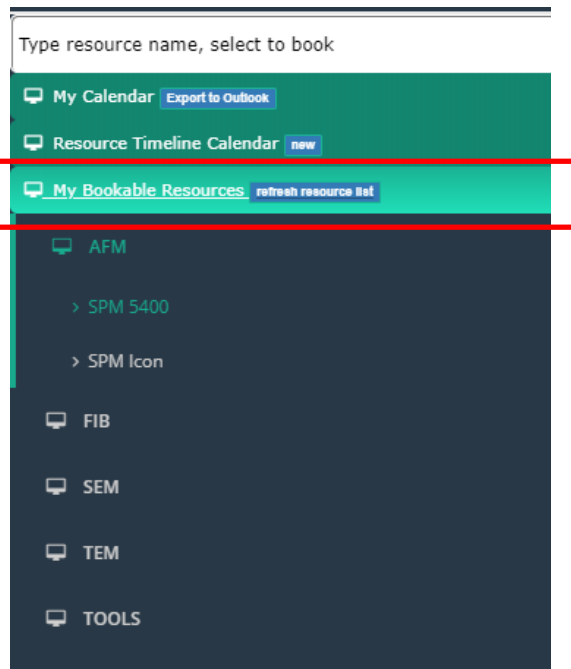 Type resource name, select to book
My Calendar Export to Outlook
Resource Timeline Calendar new
My Bookable Resources refresh resource list
AFM
> SPM 5400
> SPM Icon
FIB
SEM
TEM
TOOLS